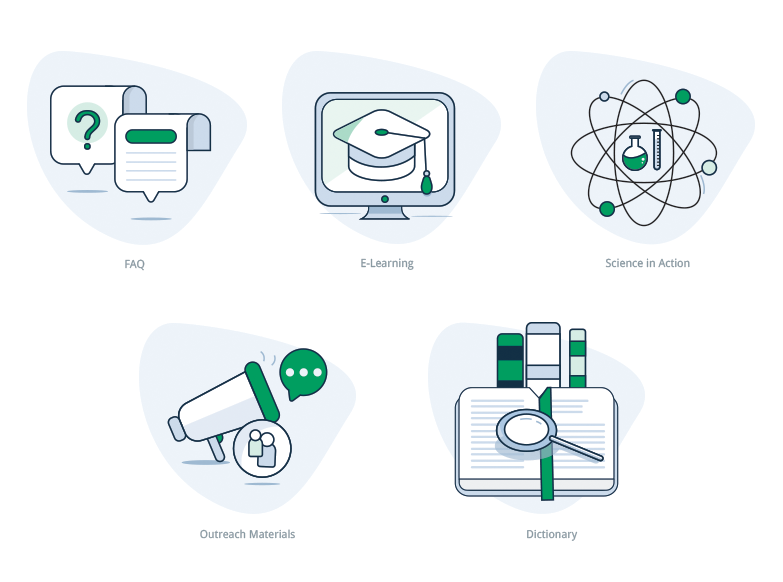 ?
FAQ
E-Learning
Science in Action
Outreach Materials
Dictionary